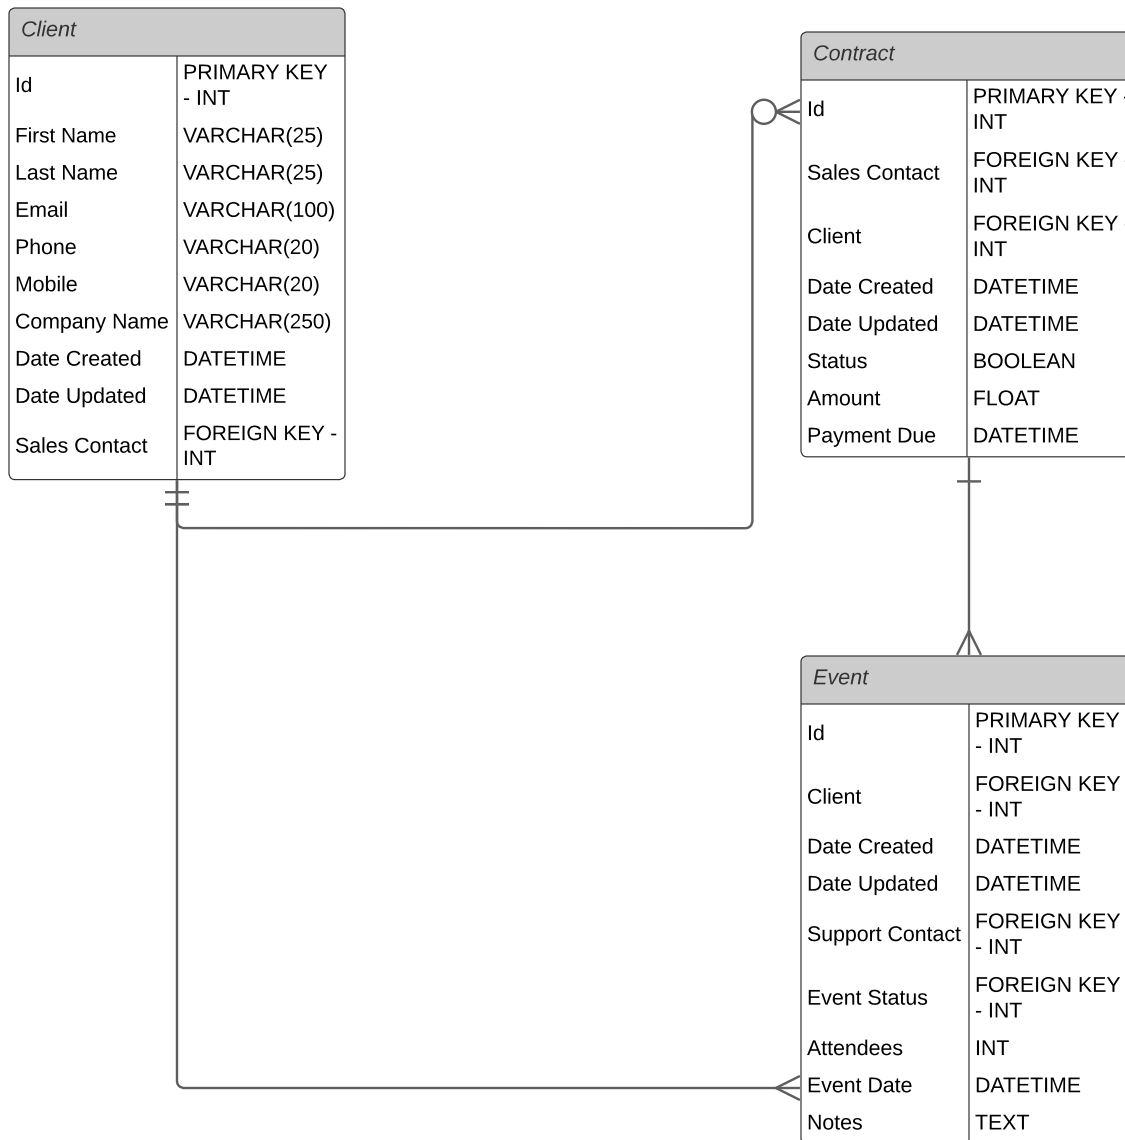 Client
Id
PRIMARY KEY
- INT
First Name
VARCHAR(25)
Last Name
VARCHAR(25)
Email
VARCHAR(100)
Phone
VARCHAR(20)
Mobile
VARCHAR(20)
Company Name
VARCHAR(250)
Date Created
DATETIME
Date Updated
DATETIME
Sales Contact
FOREIGN KEY -
INT
Contract
Id
PRIMARY KEY -
INT
Sales Contact
FOREIGN KEY -
INT
Client
FOREIGN KEY -
INT
Date Created
DATETIME
Date Updated
DATETIME
Status
BOOLEAN
Amount
FLOAT
Payment Due
DATETIME
Event
Id
PRIMARY KEY
- INT
Client
FOREIGN KEY
- INT
Date Created
DATETIME
Date Updated
DATETIME
Support Contact
FOREIGN KEY
- INT
Event Status
FOREIGN KEY
- INT
Attendees
INT
Event Date
DATETIME
Notes
TEXT